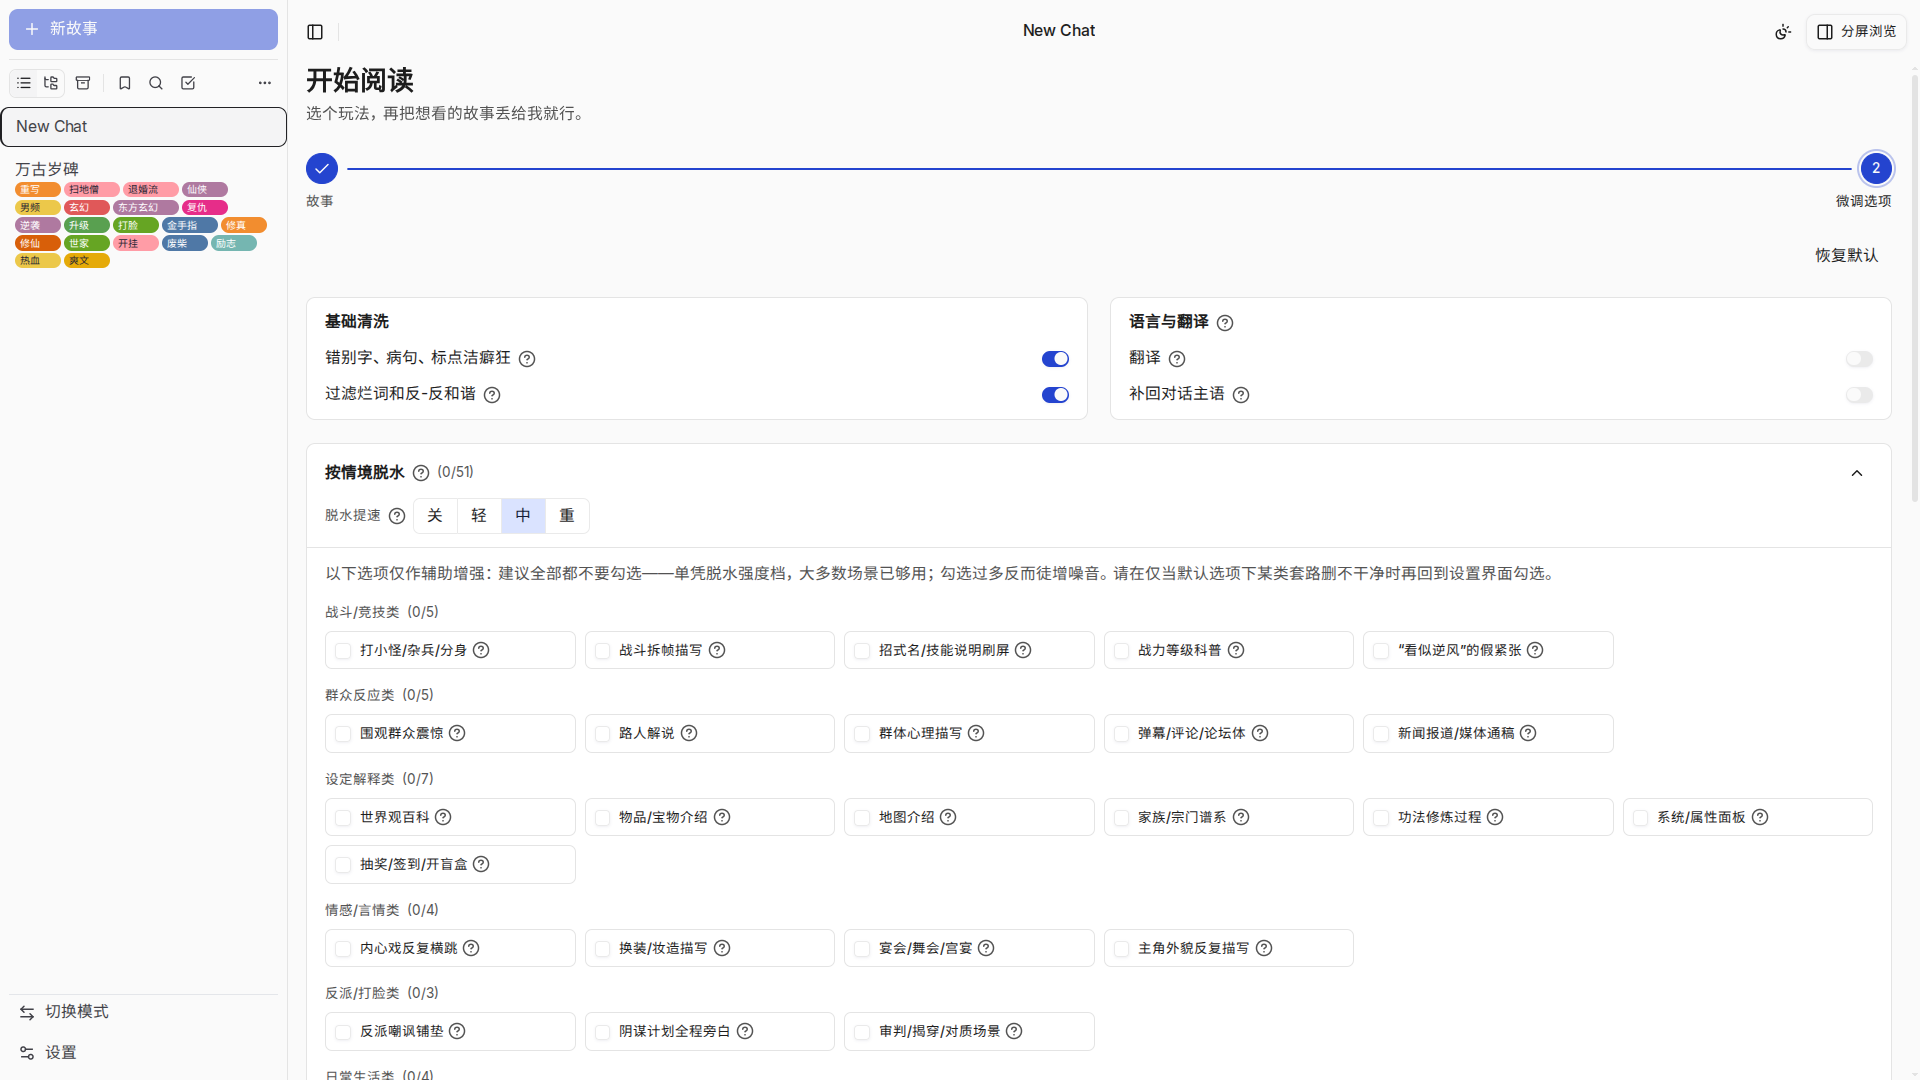 新故事
New Chat
分屏浏览
New Chat
万古岁碑
重写 扫地僧 退婚流 仙侠
男频 玄幻 东方玄幻 复仇
逆袭 升级 打脸 金手指 修真
修仙 世家 开挂 废柴 励志
热血 爽文
切换模式
设置
开始阅读
选个玩法，再把想看的故事丢给我就行。
2
故事 微调选项
恢复默认
基础清洗
错别字、病句、标点洁癖狂
过滤烂词和反-反和谐
语言与翻译
翻译
补回对话主语
按情境脱水 (0/51)
脱水提速 关 轻 中 重
以下选项仅作辅助增强：建议全部都不要勾选——单凭脱水强度档，大多数场景已够用；勾选过多反而徒增噪音。请在仅当默认选项下某类套路删不干净时再回到设置界面勾选。
战斗/竞技类 (0/5)
打小怪/杂兵/分身 战斗拆帧描写 招式名/技能说明刷屏 战力等级科普 “看似逆风”的假紧张
群众反应类 (0/5)
围观群众震惊 路人解说 群体心理描写 弹幕/评论/论坛体 新闻报道/媒体通稿
设定解释类 (0/7)
世界观百科 物品/宝物介绍 地图介绍 家族/宗门谱系 功法修炼过程 系统/属性面板
抽奖/签到/开盲盒
情感/言情类 (0/4)
内心戏反复横跳 换装/妆造描写 宴会/舞会/宫宴 主角外貌反复描写
反派/打脸类 (0/3)
反派嘲讽铺垫 阴谋计划全程旁白 审判/揭穿/对质场景
日常生活类 (0/4)